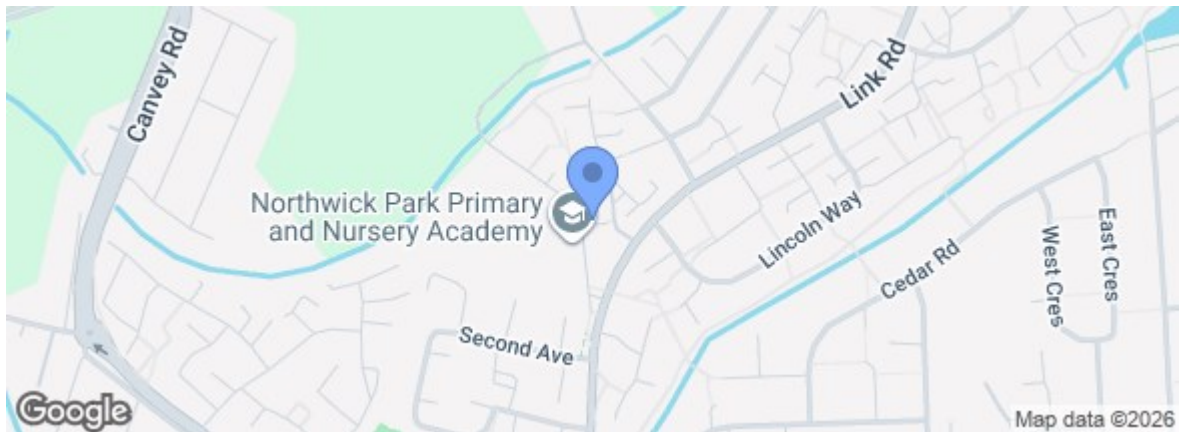 Canvey Rd
Link Rd
Northwick Park Primary
and Nursery Academy
Lincoln Way
Cedar Rd
East Cres
West Cres
Second Ave
Google
Map data ©2026